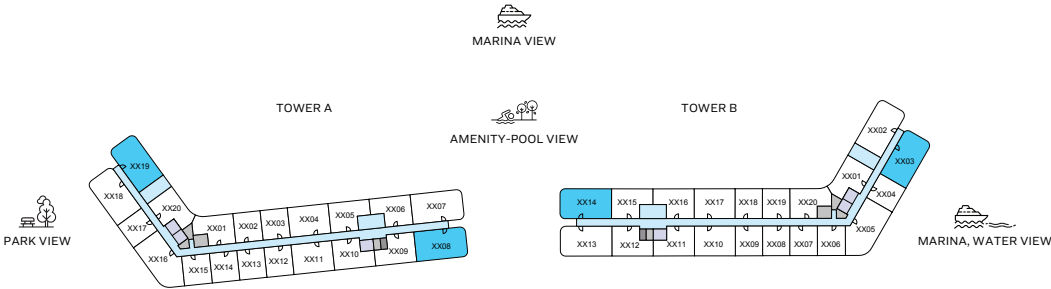 MARINA VIEW
TOWER A
TOWER B
AMENITY-POOL VIEW
PARK VIEW
MARINA, WATER VIEW
XX19
XX18
XX20
XX17
XX16
XX01
XX02
XX03
XX04
XX05
XX06
XX07
XX15
XX14
XX13
XX12
XX11
XX10
XX09
XX08
XX02
XX03
XX01
XX04
XX14
XX15
XX16
XX17
XX18
XX19
XX20
XX05
XX13
XX12
XX11
XX10
XX09
XX08
XX07
XX06